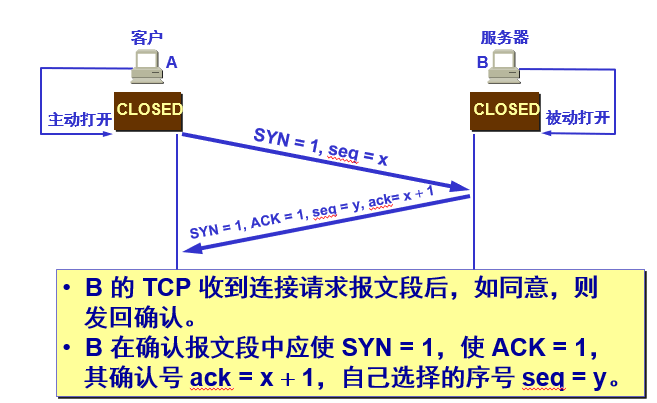 客户
服务器
A
B
CLOSED
CLOSED
主动打开
被动打开
SYN = 1, seq = x
SYN = 1, ACK = 1, seq = y, ack= x + 1
• B 的 TCP 收到连接请求报文段后，如同意，则
发回确认。
• B 在确认报文段中应使 SYN = 1，使 ACK = 1，
其确认号 ack = x + 1，自己选择的序号 seq = y。